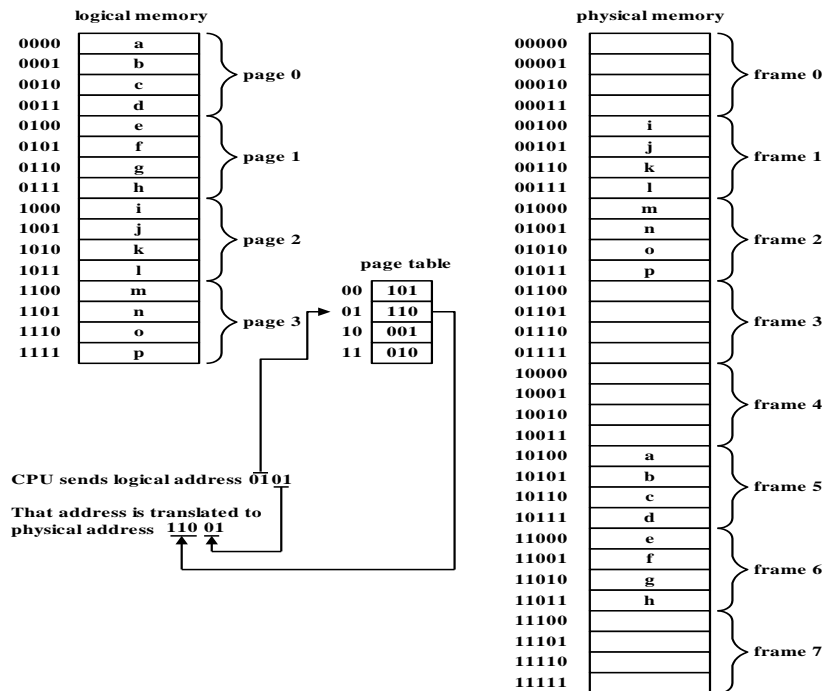 logical memory
0000 a
0001 b
0010 c
0011 d
page 0
0100 e
0101 f
0110 g
0111 h
page 1
1000 i
1001 j
1010 k
1011 l
page 2
1100 m
1101 n
1110 o
1111 p
page 3
page table
00 101
01 110
10 001
11 010
CPU sends logical address 01 01
That address is translated to
physical address 110 01
physical memory
00000
00001
00010
00011
frame 0
00100 i
00101 j
00110 k
00111 l
frame 1
01000 m
01001 n
01010 o
01011 p
frame 2
01100
01101
01110
01111
frame 3
10000
10001
10010
10011
frame 4
10100 a
10101 b
10110 c
10111 d
frame 5
11000 e
11001 f
11010 g
11011 h
frame 6
11100
11101
11110
11111
frame 7